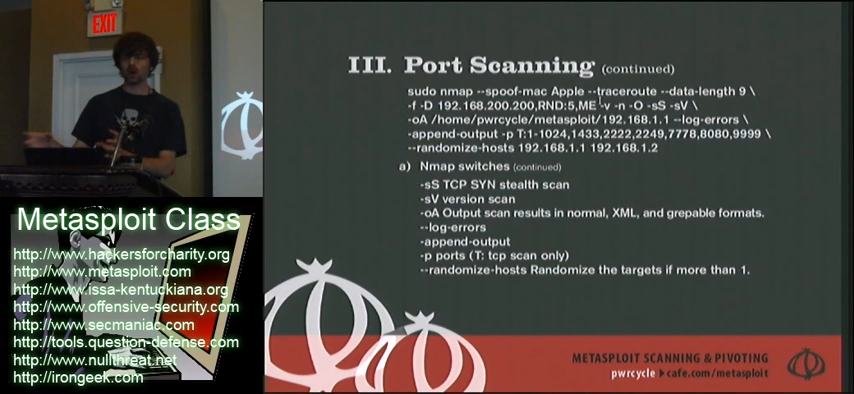 EXIT
III. Port Scanning (continued)
sudo nmap --spoof-mac Apple --traceroute --data-length 9 \
-f -D 192.168.200.200,RND:5,ME -v -n -O -sS -sV \
-oA /home/pwrcycle/metasploit/192.168.1.1 --log-errors \
-append-output -p T:1-1024,1433,2222,2249,7778,8080,9999 \
--randomize-hosts 192.168.1.1 192.168.1.2
a) Nmap switches (continued)
-sS TCP SYN stealth scan
-sV version scan
-oA Output scan results in normal, XML, and grepable formats.
--log-errors
-append-output
-p ports (T: tcp scan only)
--randomize-hosts Randomize the targets if more than 1.
METASPLOIT SCANNING & PIVOTING
pwrcycle ▸ cafe.com/metasploit
Metasploit Class
http://www.hackersforcharity.org
http://www.metasploit.com
http://www.issa-kentuckiana.org
http://www.offensive-security.com
http://www.secmaniac.com
http://tools.question-defense.com
http://www.nullthreat.net
http://irongeek.com